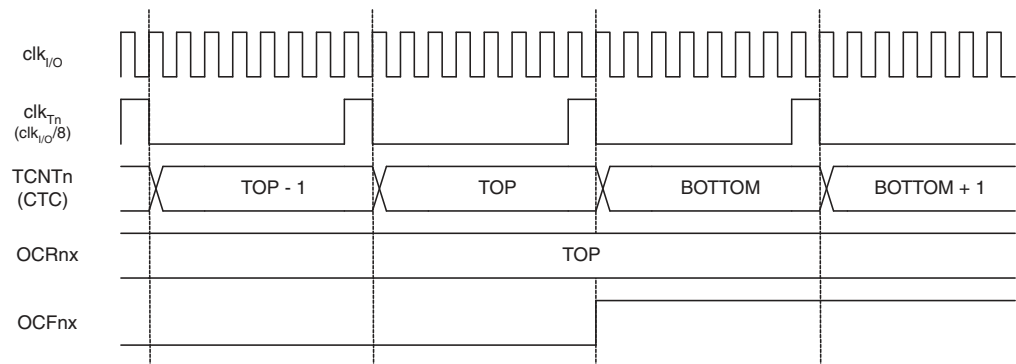 clkI/O
clkTn
(clkI/O/8)
TCNTn
(CTC)
TOP - 1
TOP
BOTTOM
BOTTOM + 1
OCRnx
TOP
OCFnx